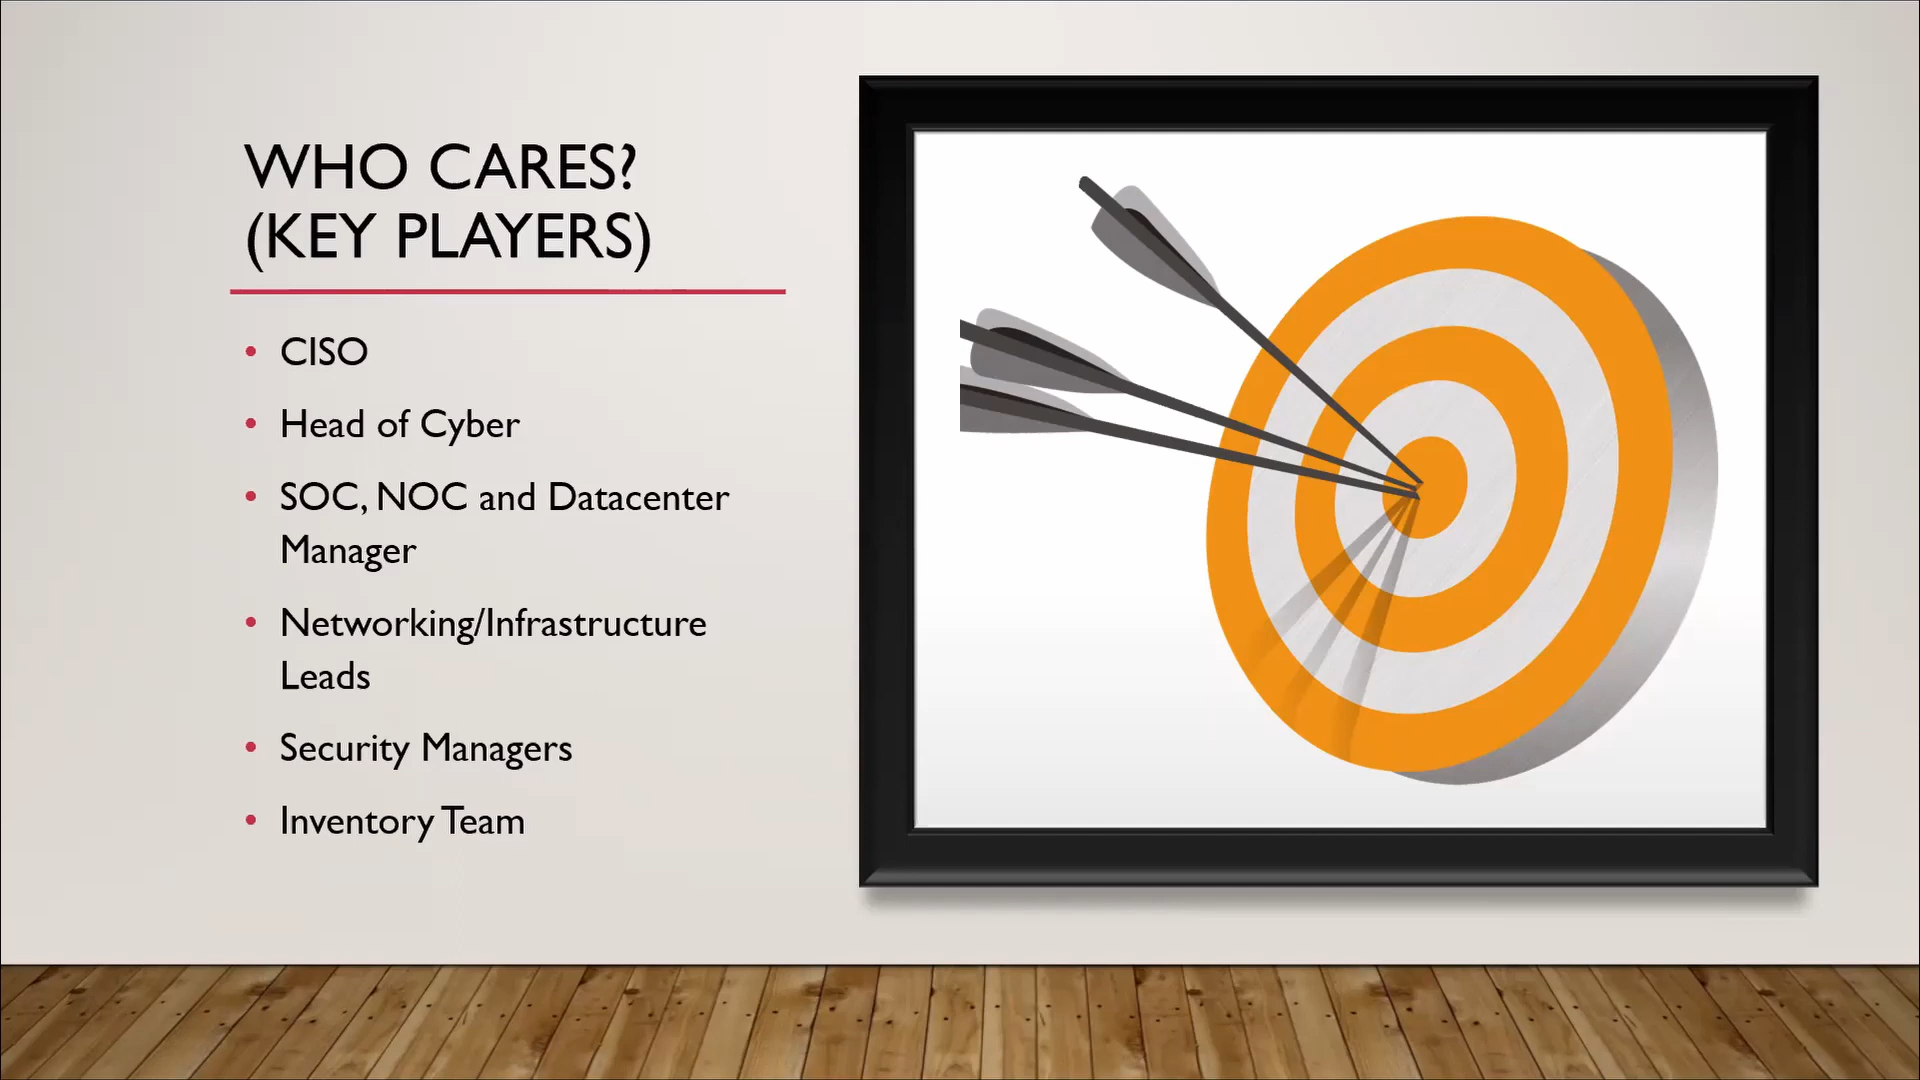 WHO CARES?
(KEY PLAYERS)
• CISO
• Head of Cyber
• SOC, NOC and Datacenter
Manager
• Networking/Infrastructure
Leads
• Security Managers
• Inventory Team